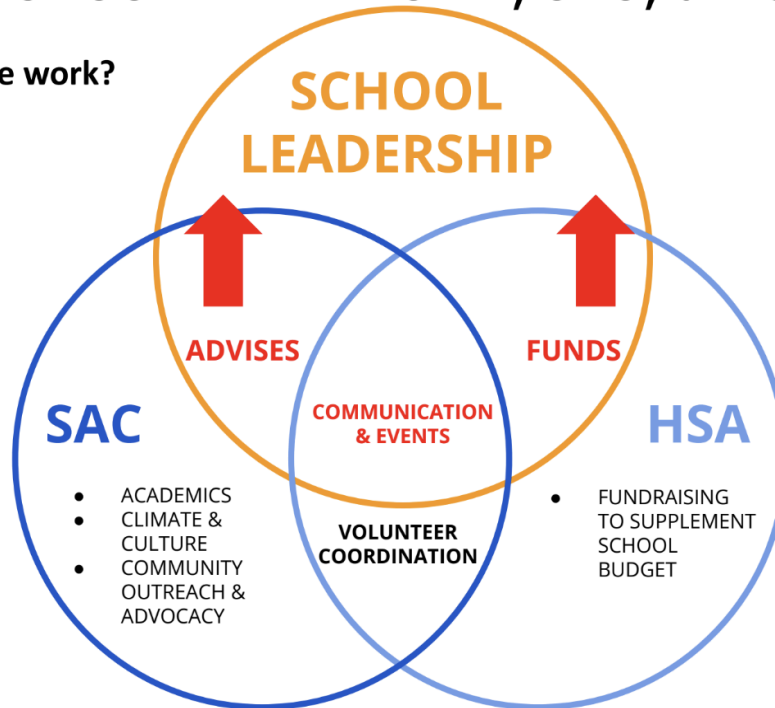 e work?
SCHOOL
LEADERSHIP
ADVISES
FUNDS
COMMUNICATION
& EVENTS
SAC
HSA
• ACADEMICS
• CLIMATE &
CULTURE
• COMMUNITY
OUTREACH &
ADVOCACY
VOLUNTEER
COORDINATION
• FUNDRAISING
TO SUPPLEMENT
SCHOOL
BUDGET